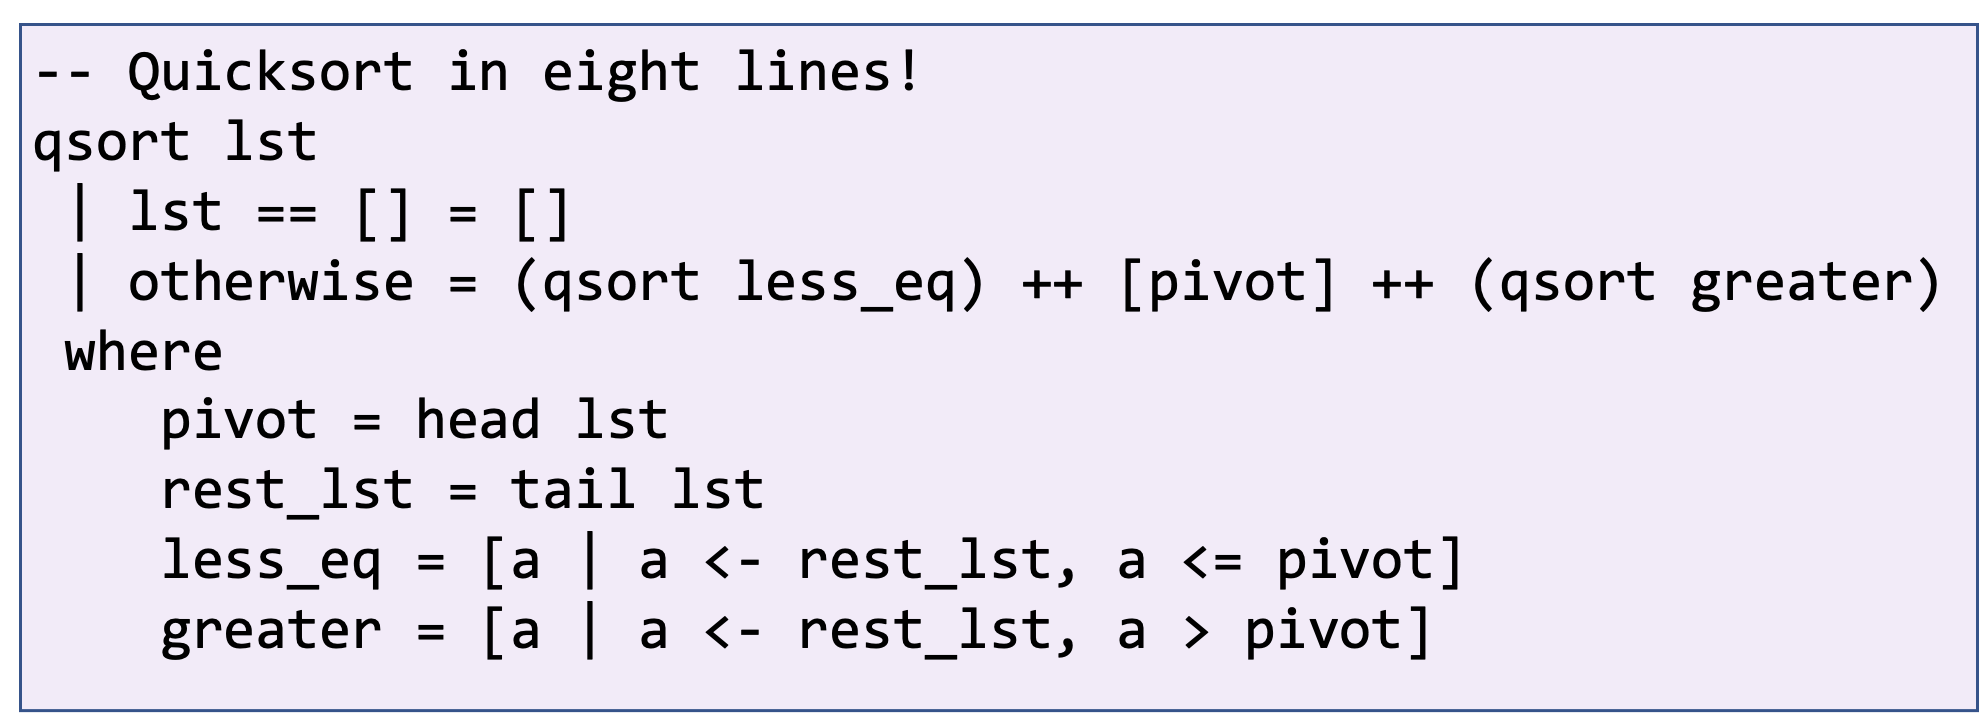 -- Quicksort in eight lines!
qsort lst
 | lst == [] = []
 | otherwise = (qsort less_eq) ++ [pivot] ++ (qsort greater)
 where
    pivot = head lst
    rest_lst = tail lst
    less_eq = [a | a <- rest_lst, a <= pivot]
    greater = [a | a <- rest_lst, a > pivot]